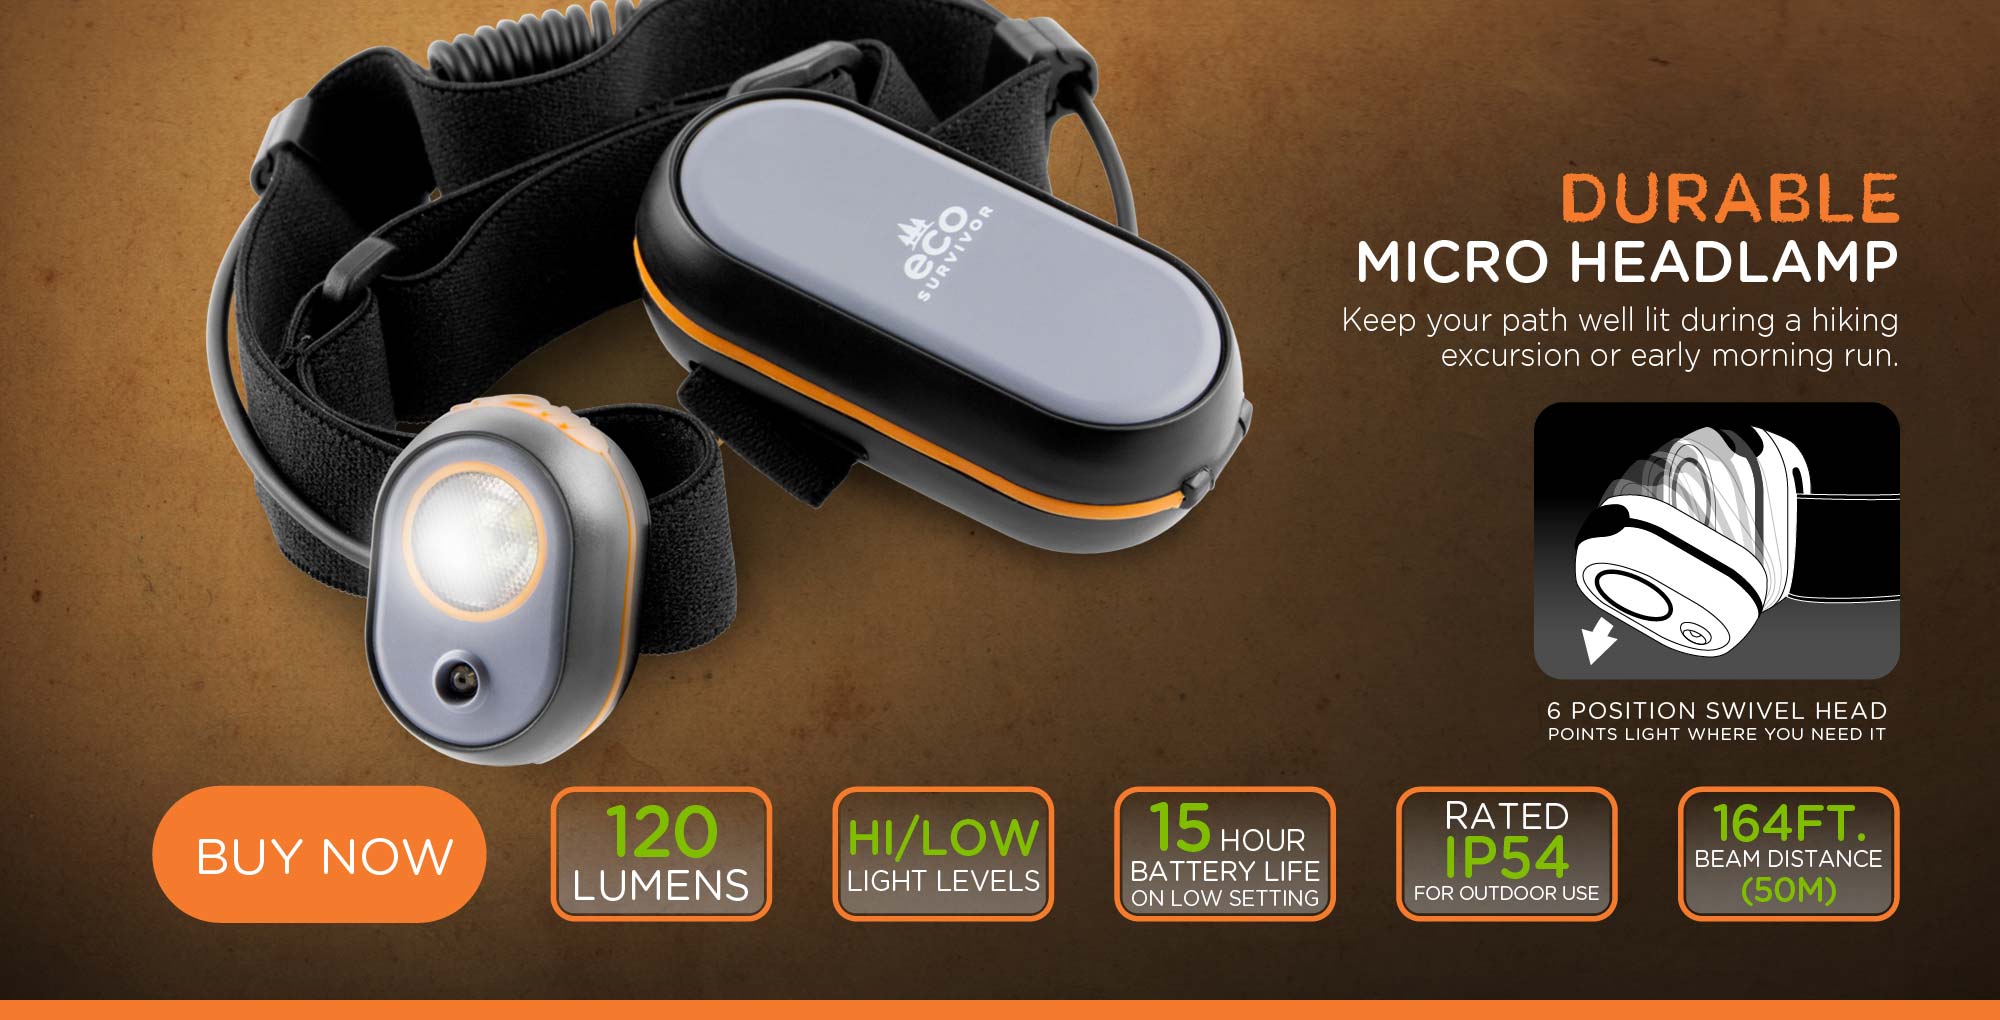 eco
SURVIVOR
DURABLE
MICRO HEADLAMP
Keep your path well lit during a hiking
excursion or early morning run.
6 POSITION SWIVEL HEAD
POINTS LIGHT WHERE YOU NEED IT
BUY NOW
120
LUMENS
HI/LOW
LIGHT LEVELS
15 HOUR
BATTERY LIFE
ON LOW SETTING
RATED
IP54
FOR OUTDOOR USE
164FT.
BEAM DISTANCE
(50M)